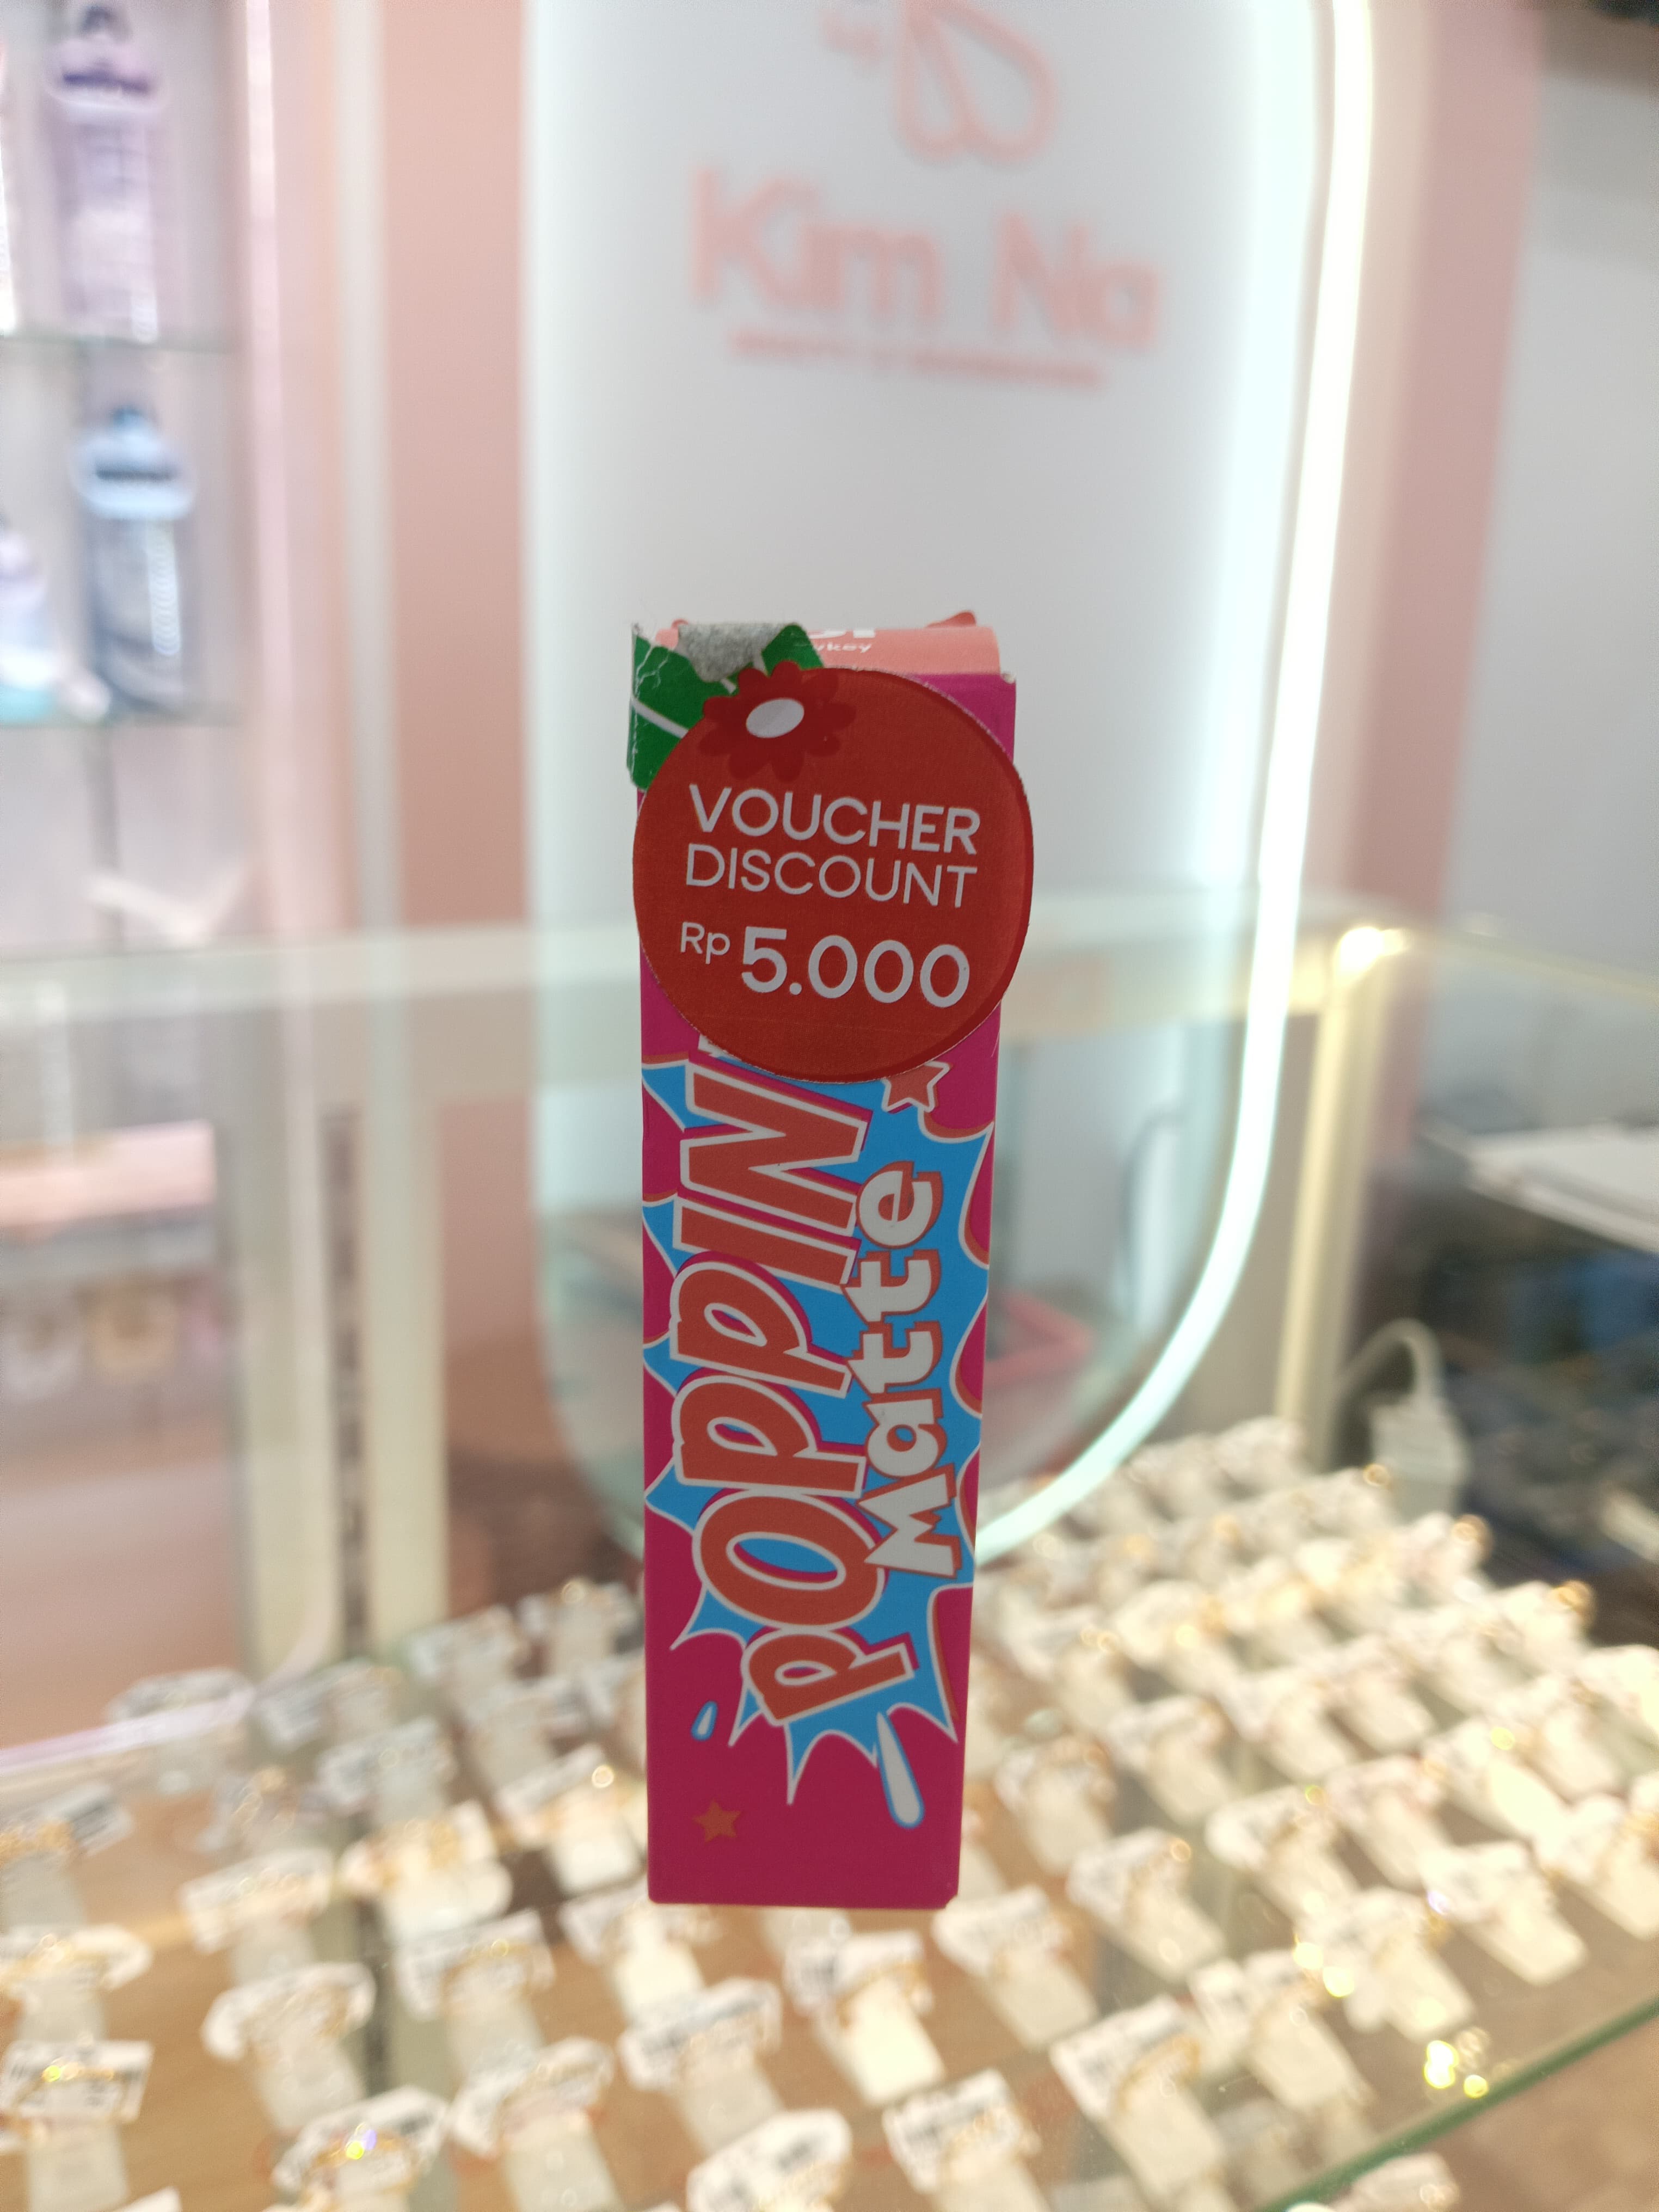 Kim Na
VOUCHER
DISCOUNT
Rp 5.000
POPPIN'
Matte